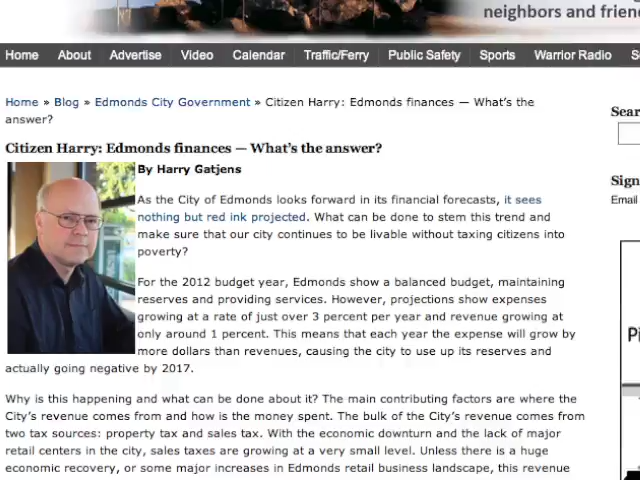 neighbors and frien
Home About Advertise Video Calendar Traffic/Ferry Public Safety Sports Warrior Radio S
Home » Blog » Edmonds City Government » Citizen Harry: Edmonds finances — What's the
answer?
Sear
Citizen Harry: Edmonds finances — What's the answer?
By Harry Gatjens
Sign
Email
As the City of Edmonds looks forward in its financial forecasts, it sees
nothing but red ink projected. What can be done to stem this trend and
make sure that our city continues to be livable without taxing citizens into
poverty?
For the 2012 budget year, Edmonds show a balanced budget, maintaining
reserves and providing services. However, projections show expenses
growing at a rate of just over 3 percent per year and revenue growing at
only around 1 percent. This means that each year the expense will grow by
more dollars than revenues, causing the city to use up its reserves and
actually going negative by 2017.
Pi
Why is this happening and what can be done about it? The main contributing factors are where the
City's revenue comes from and how is the money spent. The bulk of the City's revenue comes from
two tax sources: property tax and sales tax. With the economic downturn and the lack of major
retail centers in the city, sales taxes are growing at a very small level. Unless there is a huge
economic recovery, or some major increases in Edmonds retail business landscape, this revenue